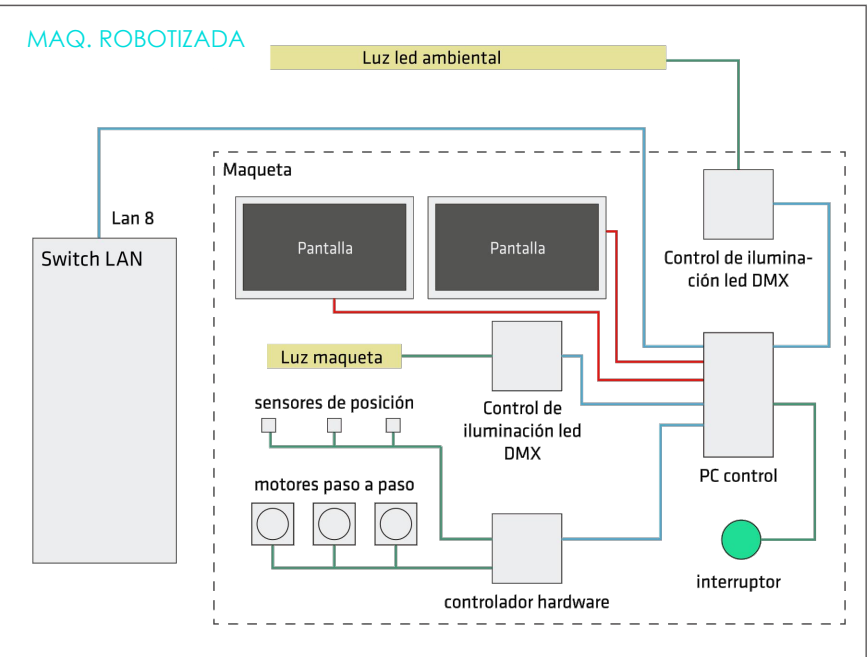 MAQ. ROBOTIZADA
Luz led ambiental
Maqueta
Lan 8
Switch LAN
Pantalla
Pantalla
Control de ilumina-
ción led DMX
Luz maqueta
sensores de posición
Control de
iluminación led
DMX
PC control
motores paso a paso
interruptor
controlador hardware